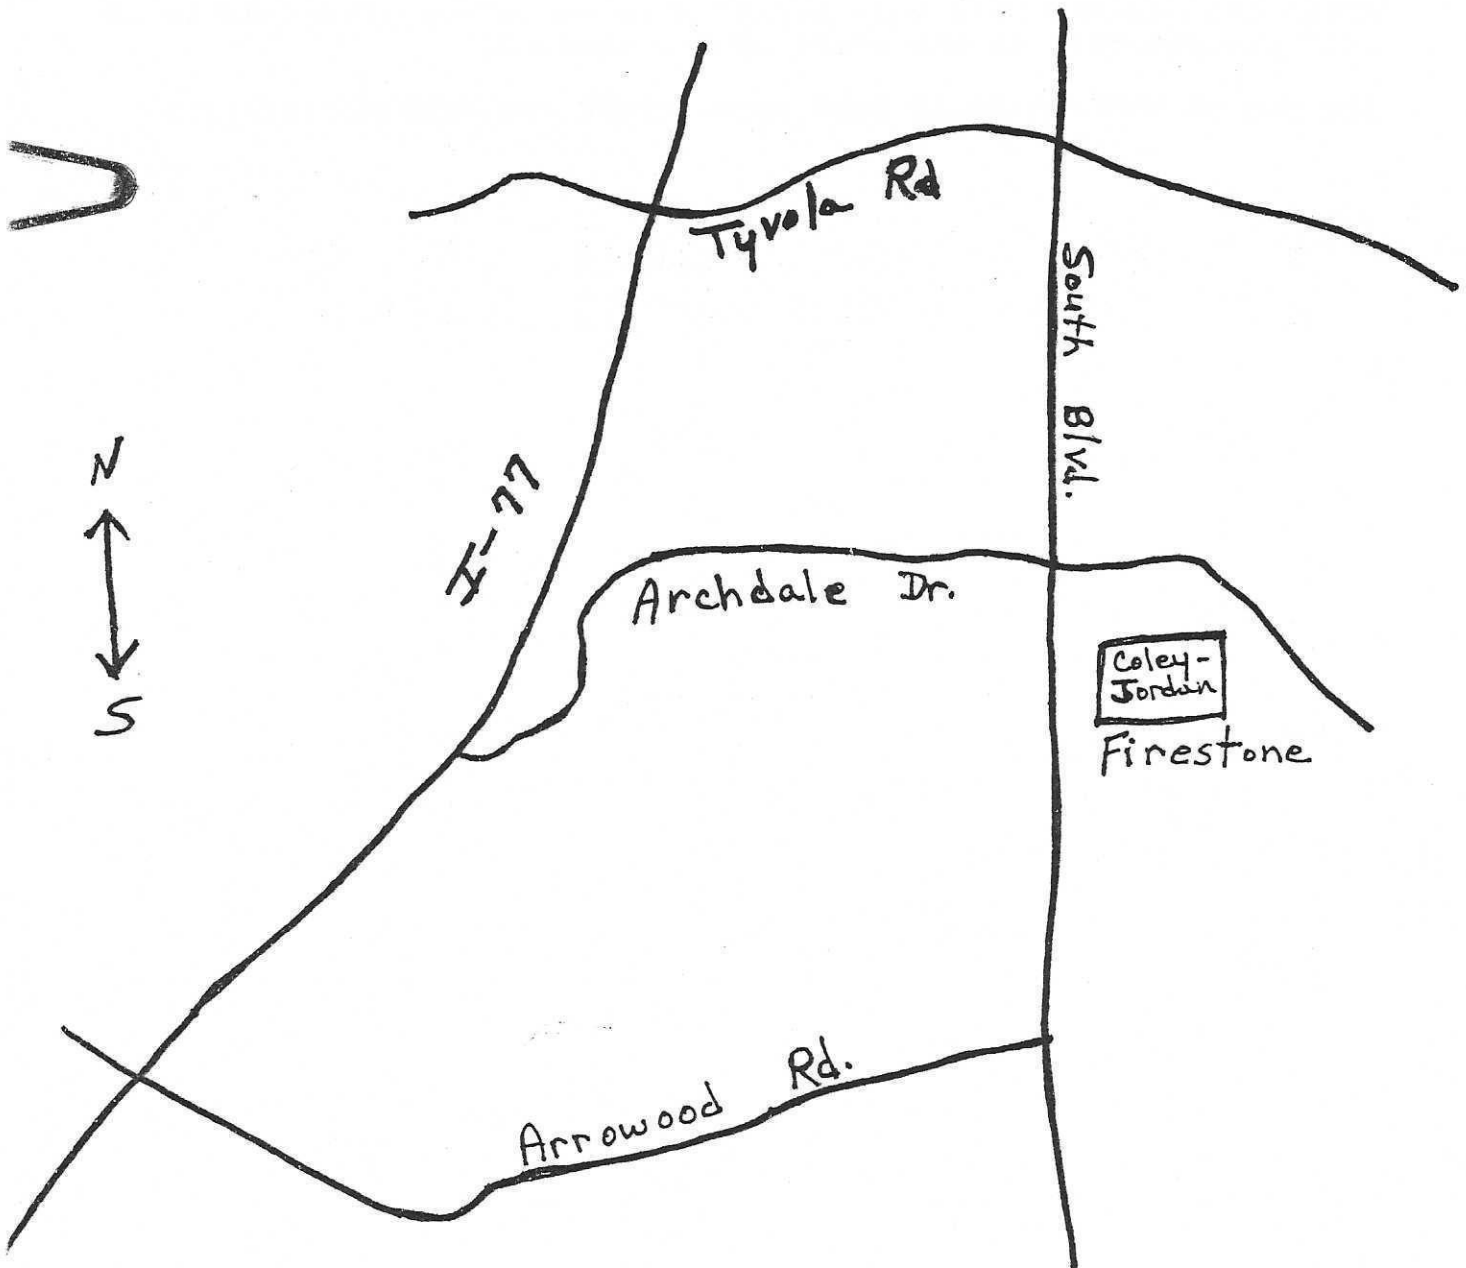 Tyvola Rd
South Blvd.
N
I-77
Archdale Dr.
Coley-
Jordan
S
Firestone
Arrowood Rd.